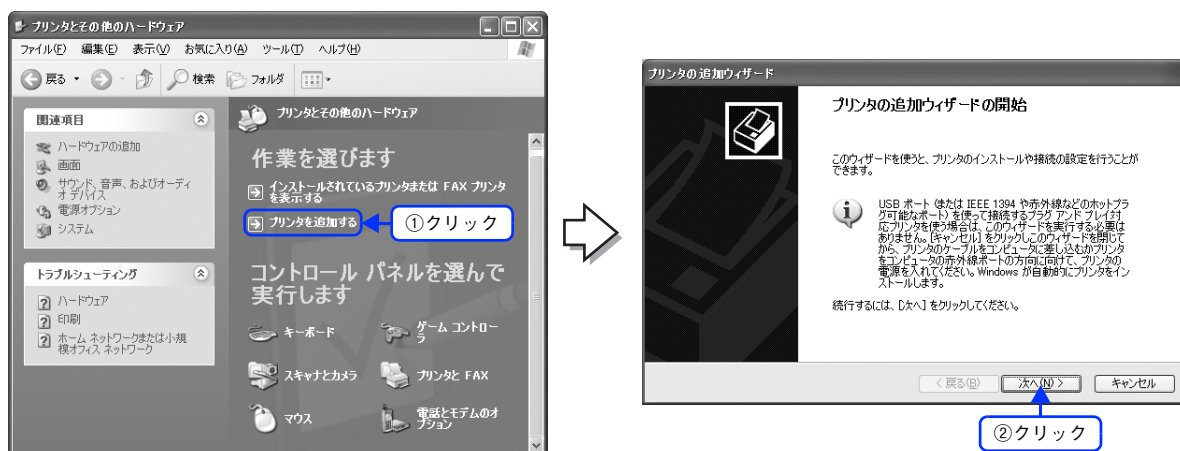 プリンタとその他のハードウェア
ファイル(F) 編集(E) 表示(V) お気に入り(A) ツール(T) ヘルプ(H)
戻る 検索 フォルダ
関連項目
ハードウェアの追加
画面
サウンド、音声、およびオーディ
オ デバイス
電源オプション
システム
トラブルシューティング
ハードウェア
印刷
ホーム ネットワークまたは小規
模オフィス ネットワーク
プリンタとその他のハードウェア
作業を選びます
インストールされているプリンタまたは FAX プリンタ
を表示する
プリンタを追加する
①クリック
コントロール パネルを選んで
実行します
キーボード
ゲーム コントロー
ラ
スキャナとカメラ
プリンタと FAX
マウス
電話とモデムのオ
プション
プリンタの追加ウィザード
プリンタの追加ウィザードの開始
このウィザードを使うと、プリンタのインストールや接続の設定を行うことが
できます。
USB ポート (または IEEE 1394 や赤外線などのホットプラ
グ可能なポート) を使って接続するプラグ アンド プレイ対
応プリンタを使う場合は、このウィザードを実行する必要は
ありません。[キャンセル] をクリックしこのウィザードを閉じて
から、プリンタのケーブルをコンピュータに差し込むかプリンタ
をコンピュータの赤外線ポートの方向に向けて、プリンタの
電源を入れてください。Windows が自動的にプリンタをイン
ストールします。
続行するには、[次へ] をクリックしてください。
< 戻る(B) 次へ(N) > キャンセル
②クリック